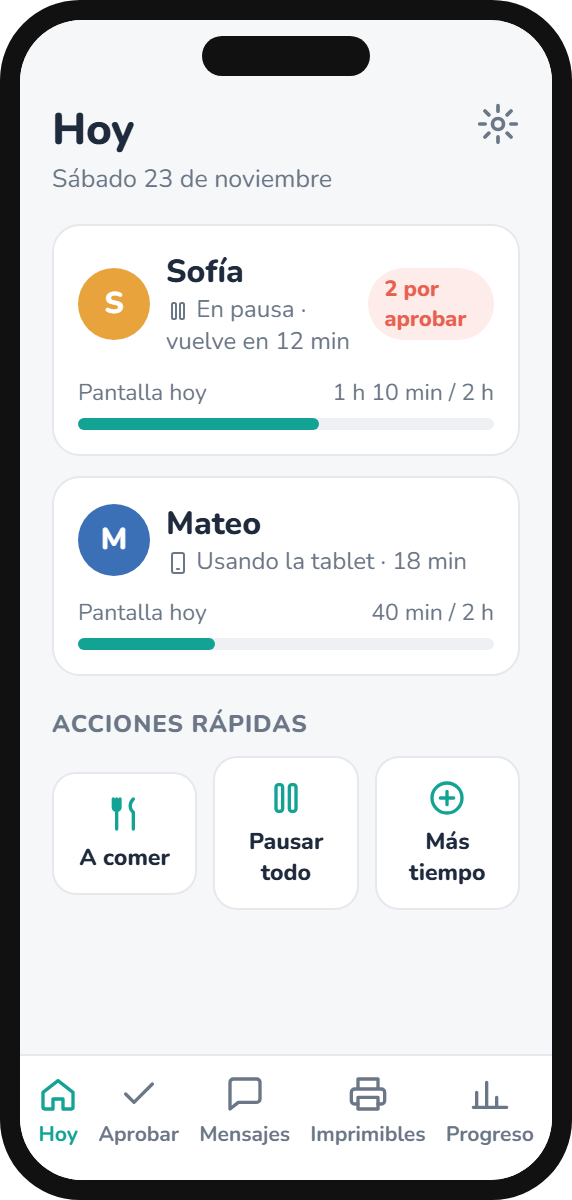 Hoy
Sábado 23 de noviembre
S
Sofía
En pausa ·
vuelve en 12 min
2 por
aprobar
Pantalla hoy
1 h 10 min / 2 h
M
Mateo
Usando la tablet · 18 min
Pantalla hoy
40 min / 2 h
ACCIONES RÁPIDAS
A comer
Pausar
todo
Más
tiempo
Hoy
Aprobar
Mensajes
Imprimibles
Progreso